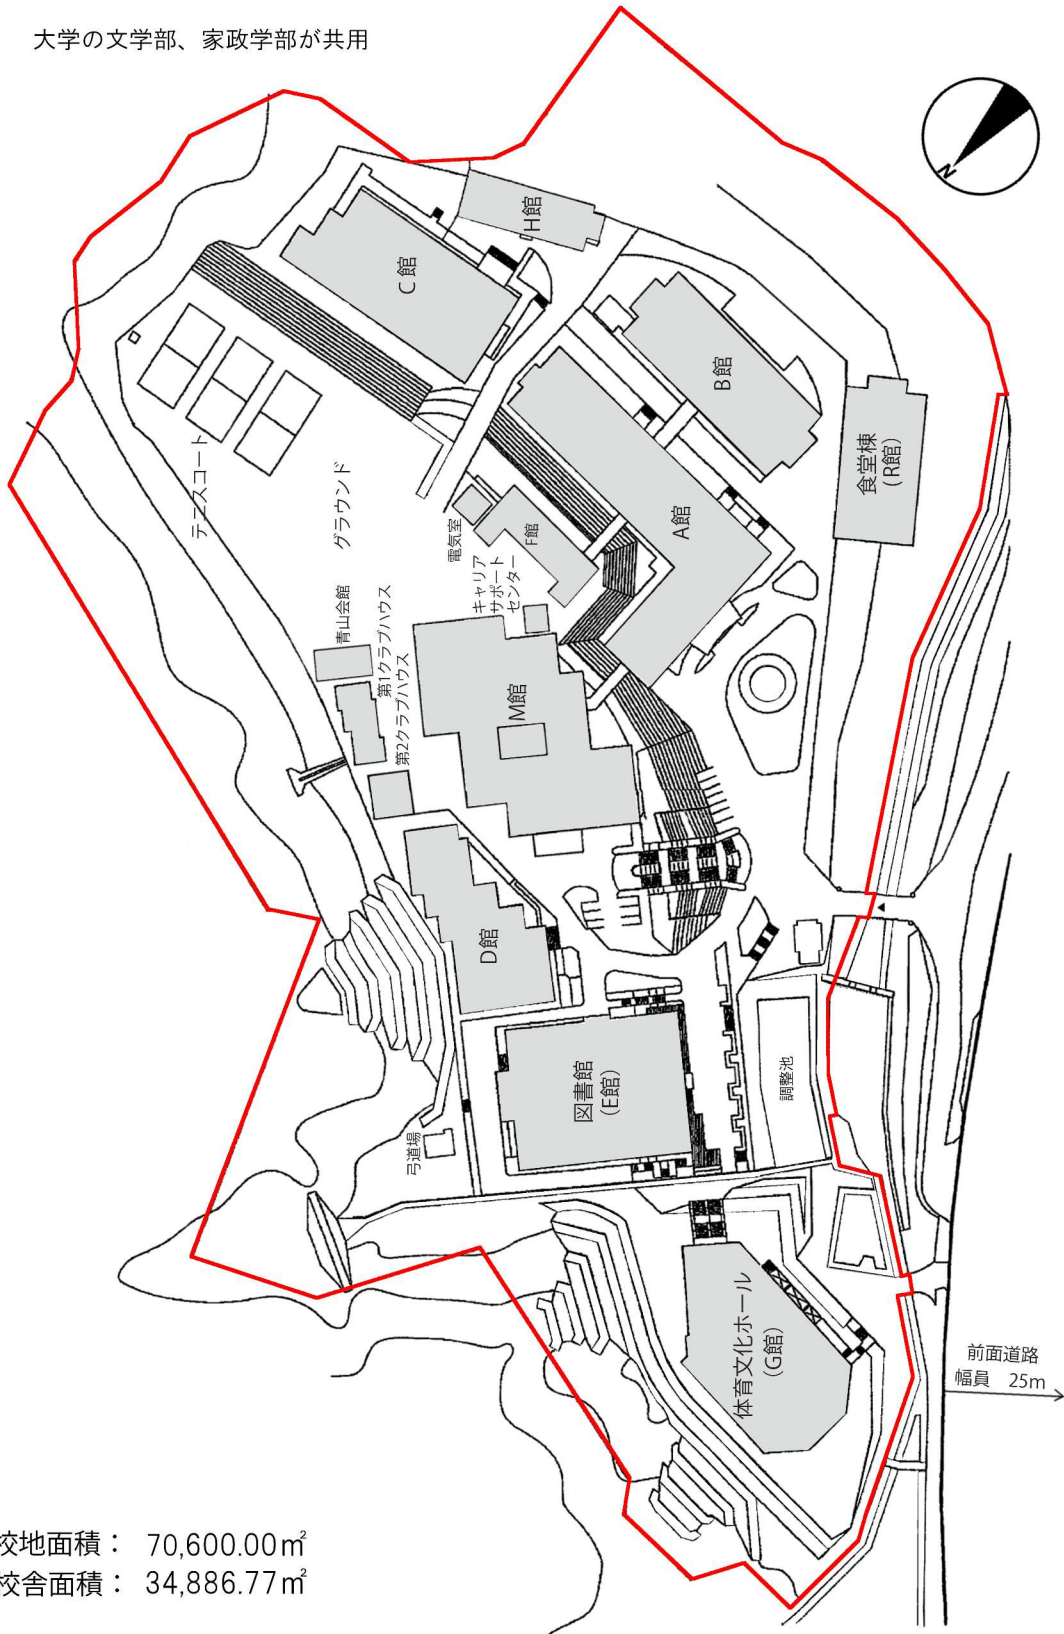 大学の文学部、家政学部が共用
N
H館
C館
B館
食堂棟
(R館)
テニスコート
グラウンド
電気室
F館
A館
キャリア
サポート
センター
青山会館
第1クラブハウス
第2クラブハウス
M館
D館
図書館
(E館)
調整池
弓道場
体育文化ホール
(G館)
前面道路
幅員 25m
校地面積： 70,600.00㎡
校舎面積： 34,886.77㎡